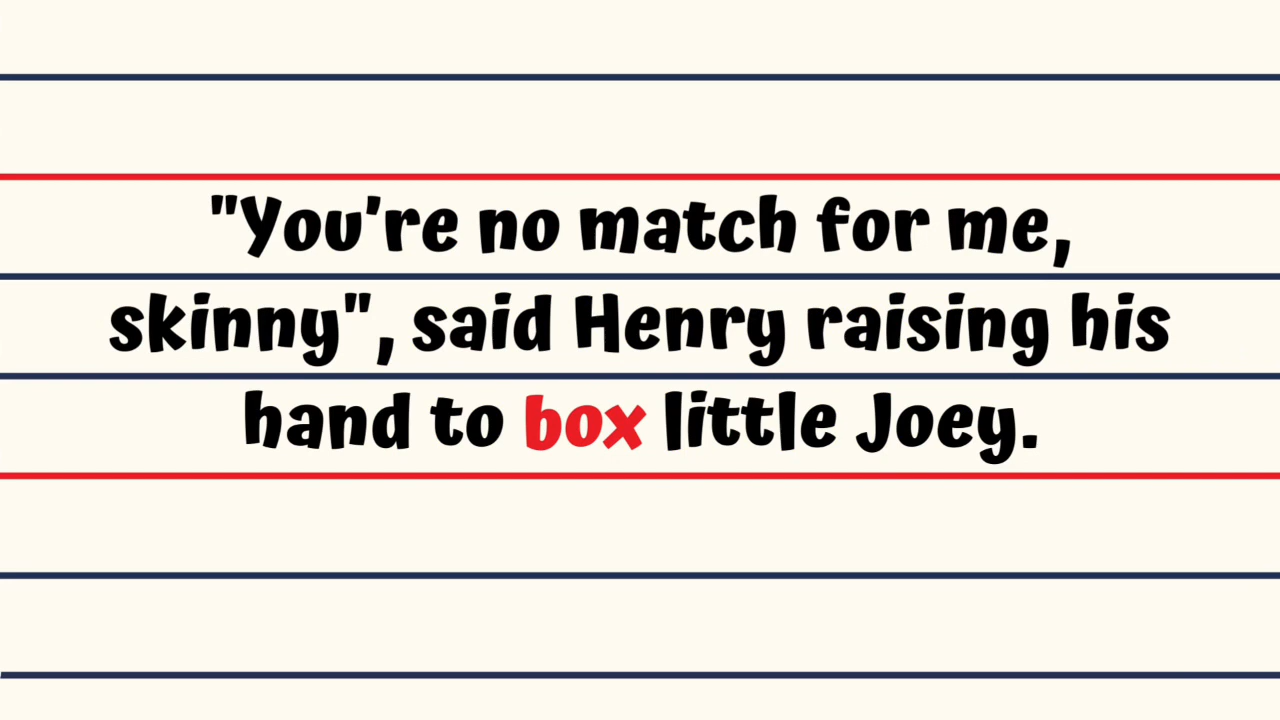 "You're no match for me,
skinny", said Henry raising his
hand to box little Joey.